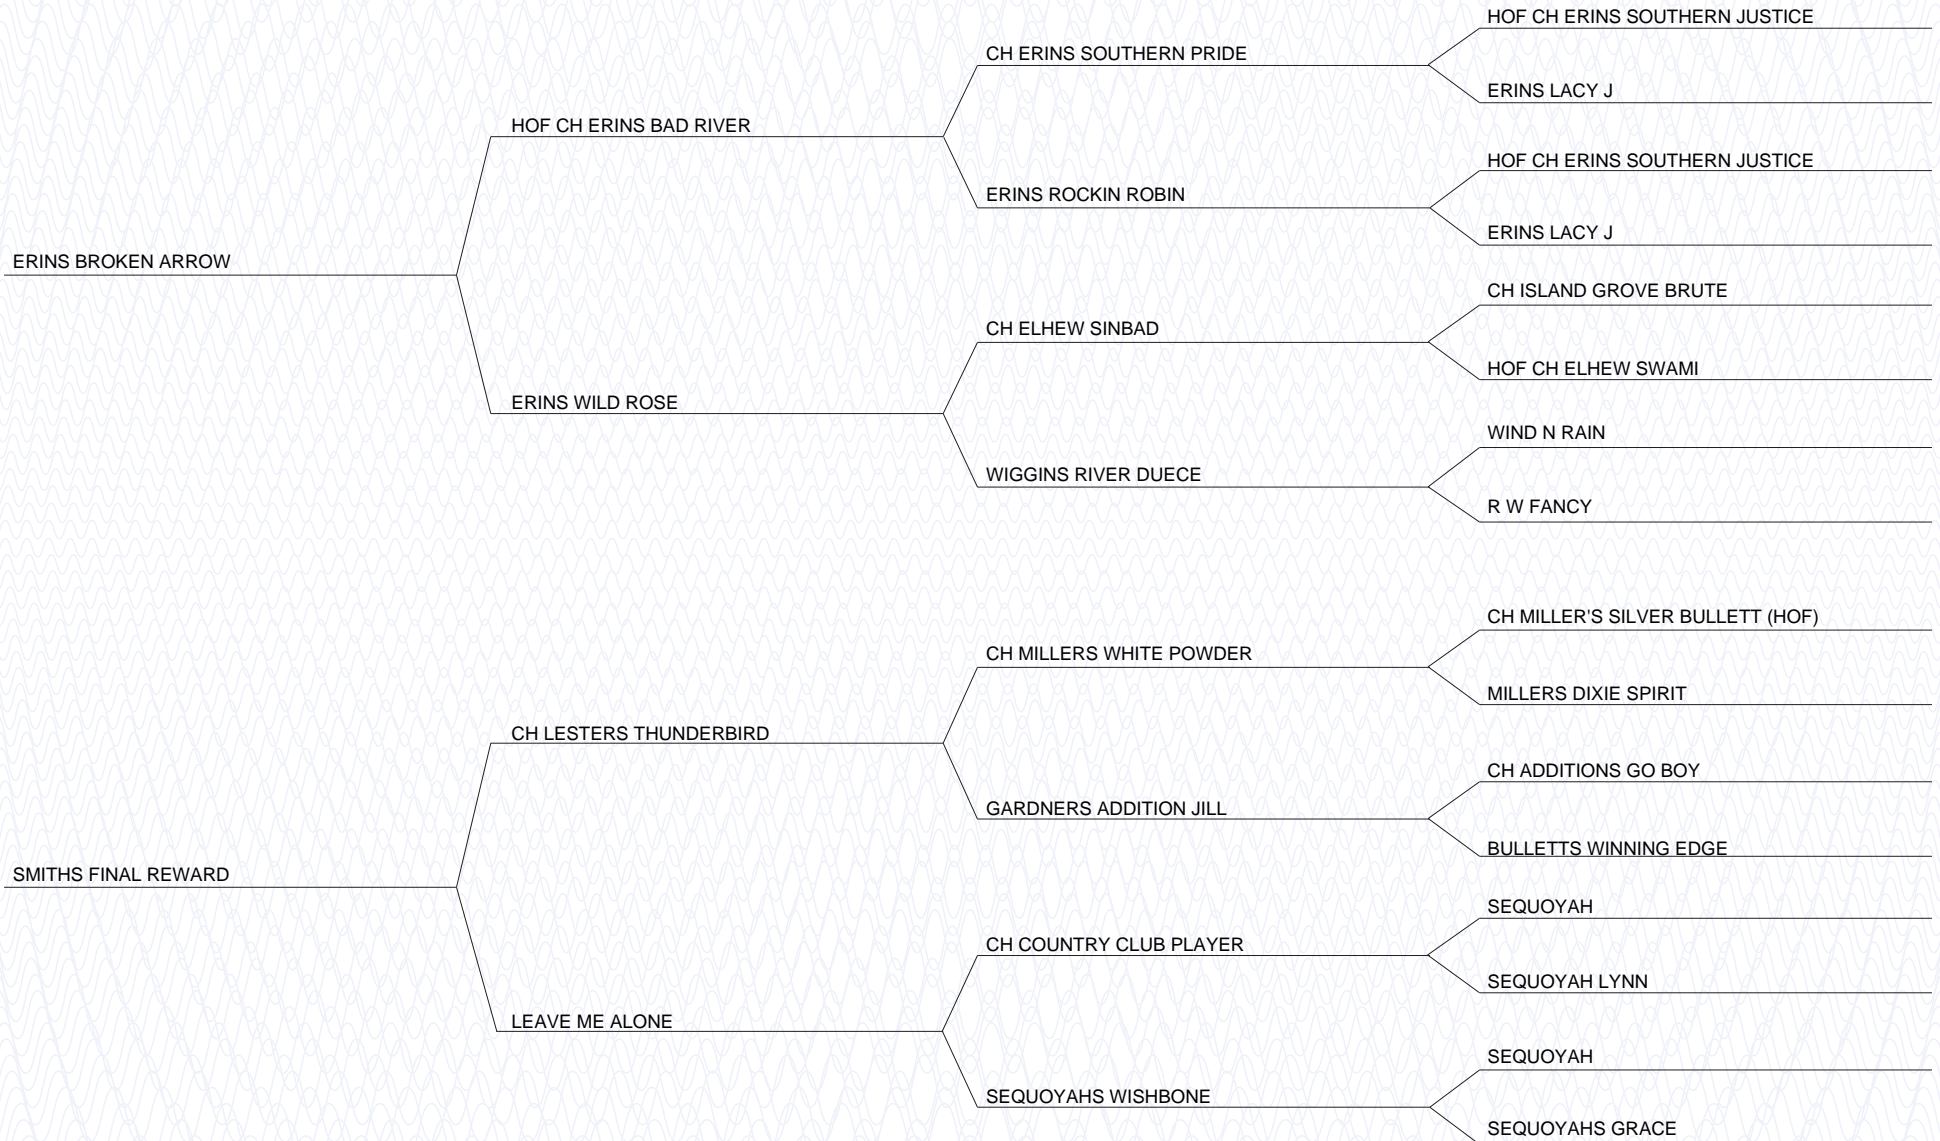 HOF CH ERINS SOUTHERN JUSTICE
CH ERINS SOUTHERN PRIDE
ERINS LACY J
HOF CH ERINS BAD RIVER
HOF CH ERINS SOUTHERN JUSTICE
ERINS ROCKIN ROBIN
ERINS LACY J
ERINS BROKEN ARROW
CH ISLAND GROVE BRUTE
CH ELHEW SINBAD
HOF CH ELHEW SWAMI
ERINS WILD ROSE
WIND N RAIN
WIGGINS RIVER DUECE
R W FANCY
CH MILLER'S SILVER BULLETT (HOF)
CH MILLERS WHITE POWDER
MILLERS DIXIE SPIRIT
CH LESTERS THUNDERBIRD
CH ADDITIONS GO BOY
GARDNERS ADDITION JILL
BULLETTS WINNING EDGE
SMITHS FINAL REWARD
SEQUOYAH
CH COUNTRY CLUB PLAYER
SEQUOYAH LYNN
LEAVE ME ALONE
SEQUOYAH
SEQUOYAHS WISHBONE
SEQUOYAHS GRACE